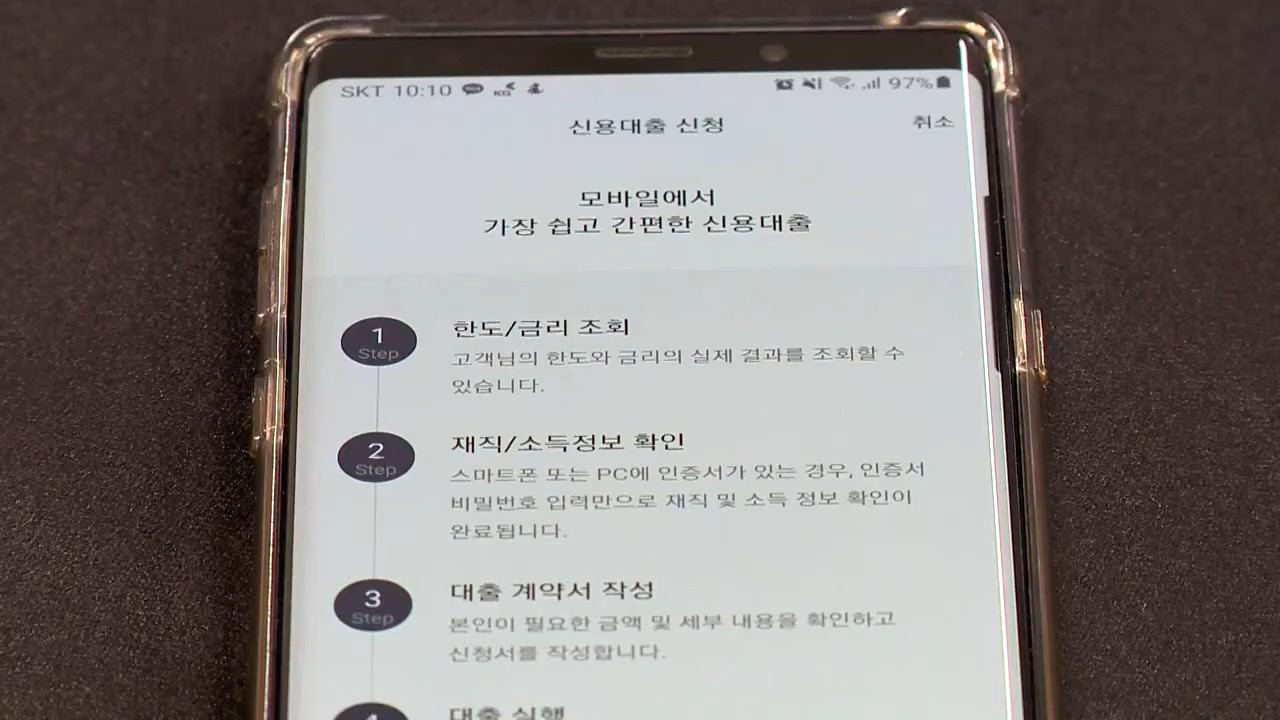 SKT 10:10 97%
신용대출 신청 취소
모바일에서
가장 쉽고 간편한 신용대출
1
Step
한도/금리 조회
고객님의 한도와 금리의 실제 결과를 조회할 수
있습니다.
2
Step
재직/소득정보 확인
스마트폰 또는 PC에 인증서가 있는 경우, 인증서
비밀번호 입력만으로 재직 및 소득 정보 확인이
완료됩니다.
3
Step
대출 계약서 작성
본인이 필요한 금액 및 세부 내용을 확인하고
신청서를 작성합니다.
4
대출 실행